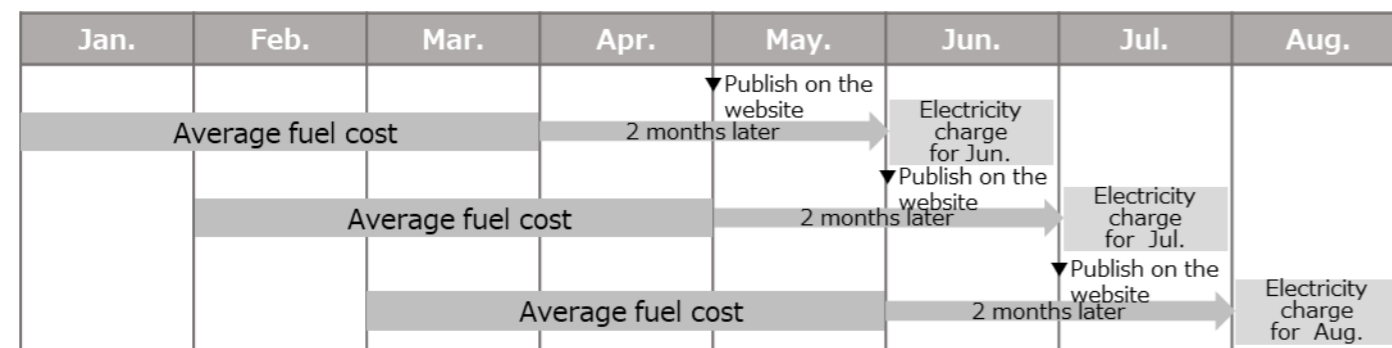 Jan. Feb. Mar. Apr. May. Jun. Jul. Aug.
Publish on the
website
Average fuel cost
2 months later
Electricity
charge
for Jun.
Publish on the
website
Average fuel cost
2 months later
Electricity
charge
for Jul.
Publish on the
website
Average fuel cost
2 months later
Electricity
charge
for Aug.